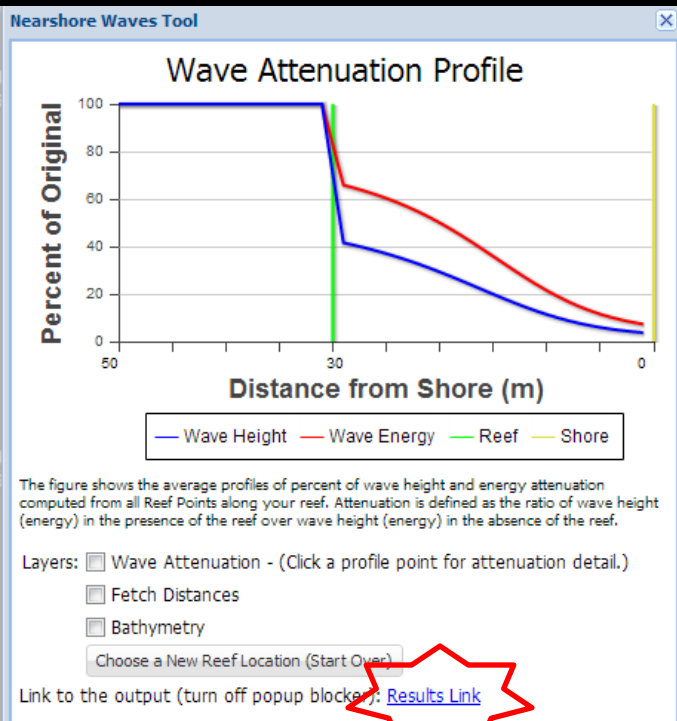 Nearshore Waves Tool
Wave Attenuation Profile
Percent of Original
100
80
60
40
20
0
50
30
0
Distance from Shore (m)
Wave Height
Wave Energy
Reef
Shore
The figure shows the average profiles of percent of wave height and energy attenuation
computed from all Reef Points along your reef. Attenuation is defined as the ratio of wave height
(energy) in the presence of the reef over wave height (energy) in the absence of the reef.
Layers: Wave Attenuation - (Click a profile point for attenuation detail.)
Fetch Distances
Bathymetry
Choose a New Reef Location (Start Over)
Link to the output (turn off popup blocker): Results Link